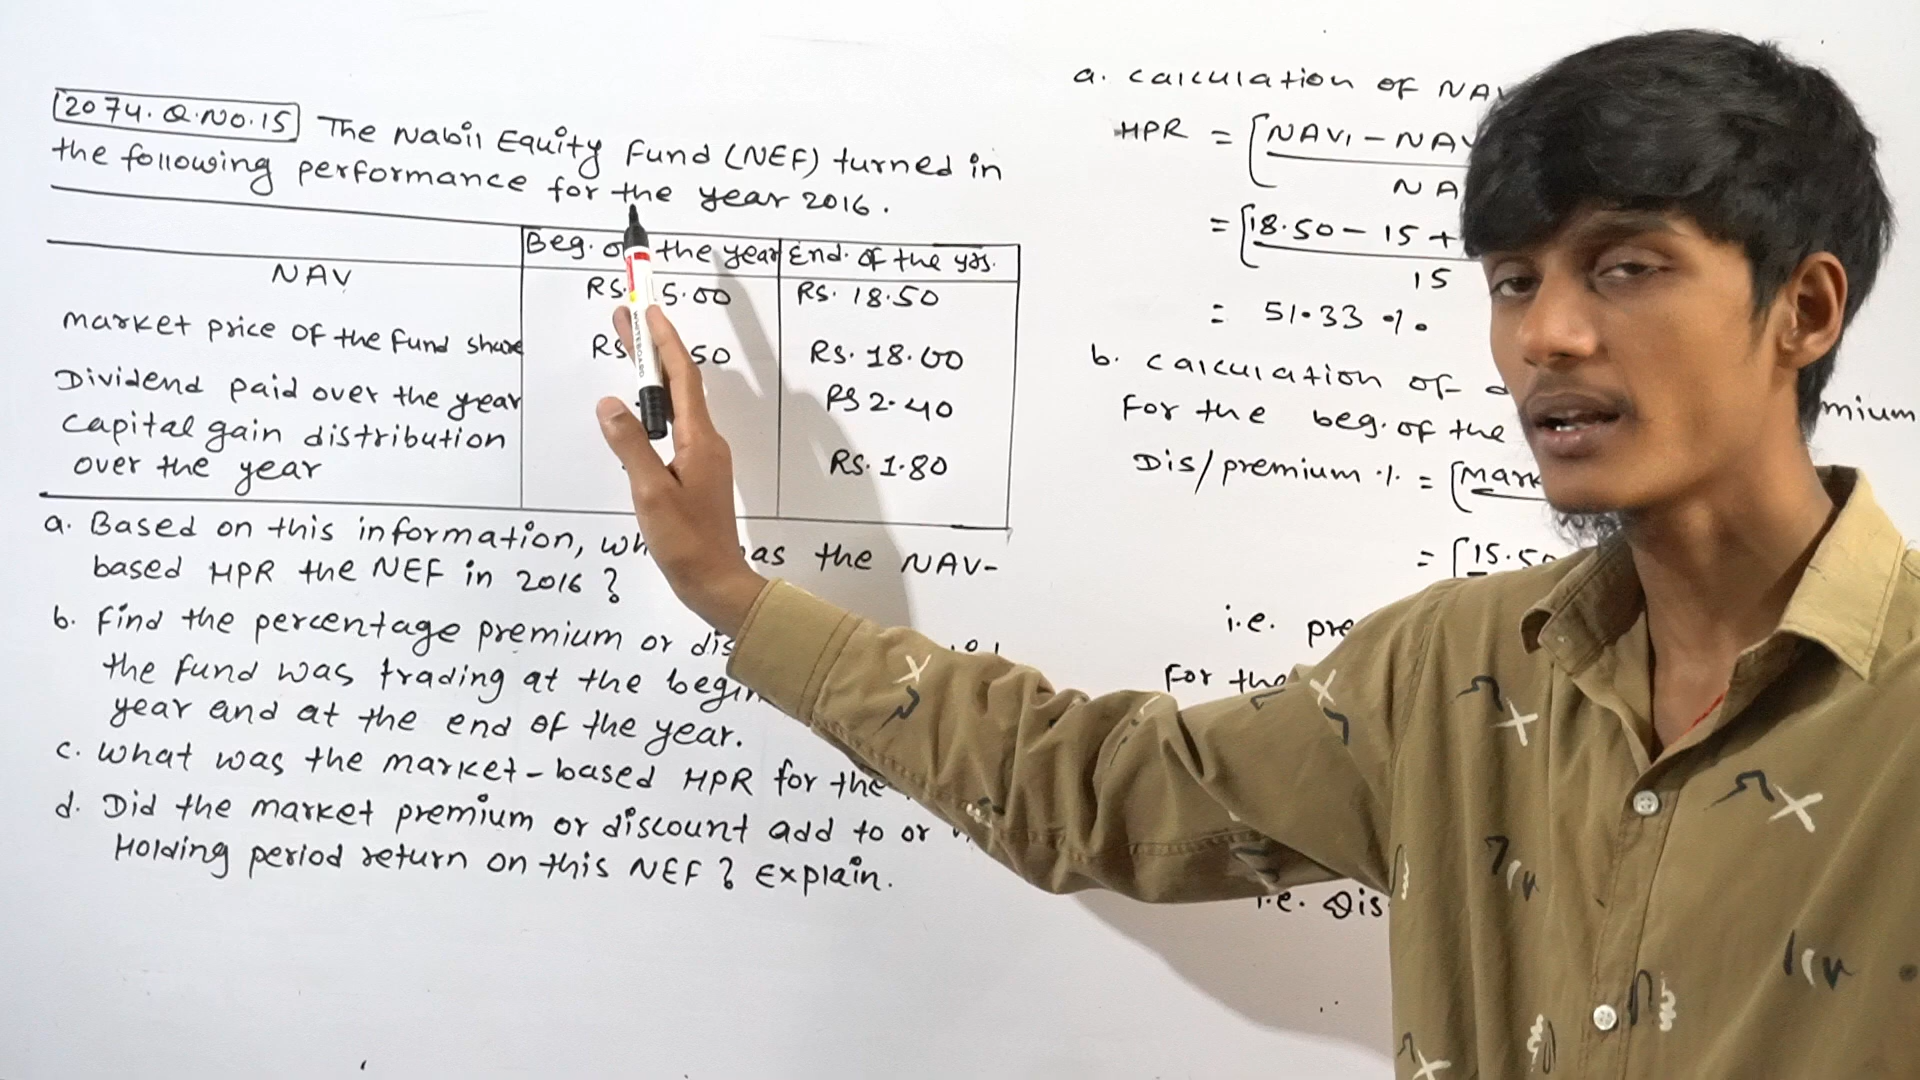 2074. Q.No.15 The Nabil Equity Fund (NEF) turned in
the following performance for the year 2016.
Beg. of the year End. of the yrs.
NAV Rs. 5.00 Rs. 18.50
market price of the fund share Rs 50 Rs. 18.00
Dividend paid over the year Rs 2.40
capital gain distribution
over the year Rs. 1.80
a. Based on this information, as the NAV-
based HPR the NEF in 2016 ?
b. Find the percentage premium or
the fund was trading at the
year and at the end of the year.
c. What was the market-based HPR for the
d. Did the market premium or discount add to or
Holding period return on this NEF ? Explain.
a. calculation of
HPR = [NAV1 - NAV
NA
= [18.50 - 15 +
15
= 51.33 %
b. calculation of
mium
For the beg. of the
Dis/premium % = [Mark
= [15.50
i.e.
For the
i.e. Dis
WHITEBOARD